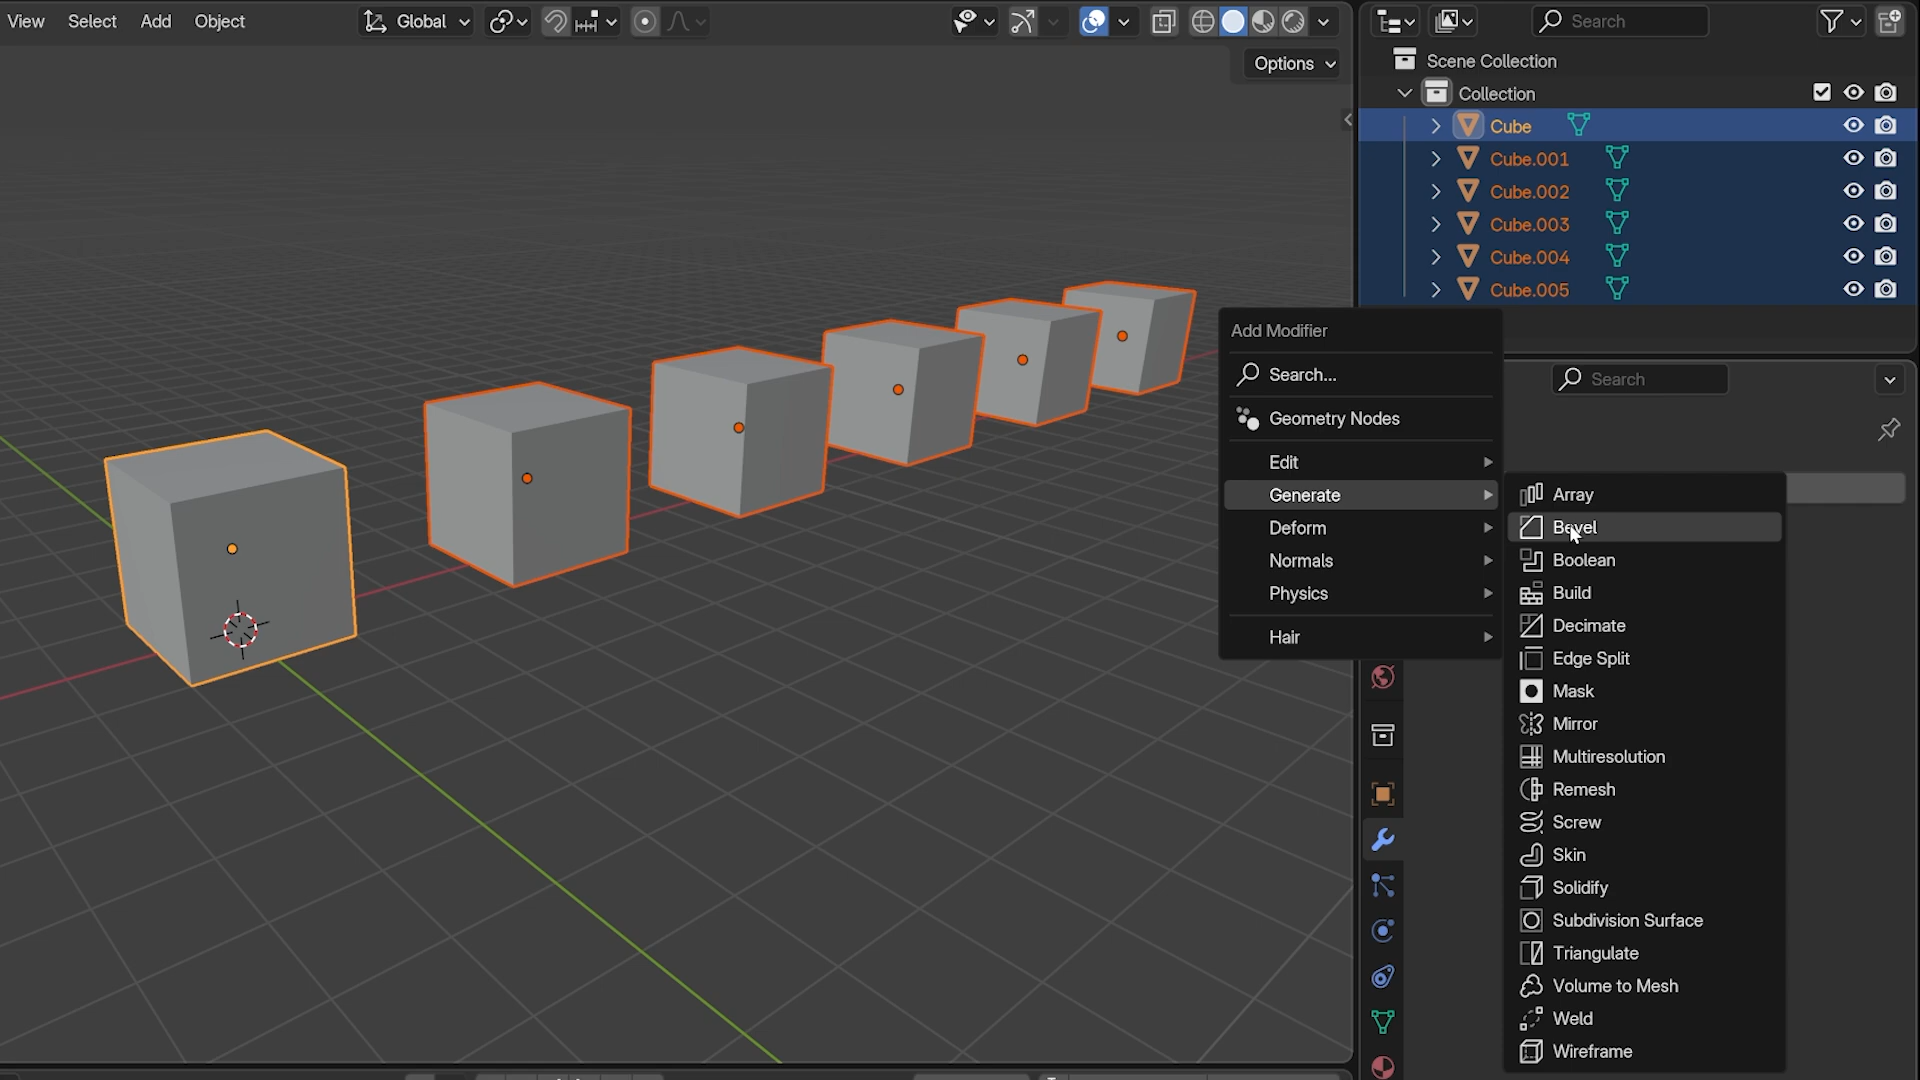 View Select Add Object Global
Options
Search
Scene Collection
Collection
Cube
Cube.001
Cube.002
Cube.003
Cube.004
Cube.005
Search
Add Modifier
Search...
Geometry Nodes
Edit
Generate
Deform
Normals
Physics
Hair
Array
Bevel
Boolean
Build
Decimate
Edge Split
Mask
Mirror
Multiresolution
Remesh
Screw
Skin
Solidify
Subdivision Surface
Triangulate
Volume to Mesh
Weld
Wireframe